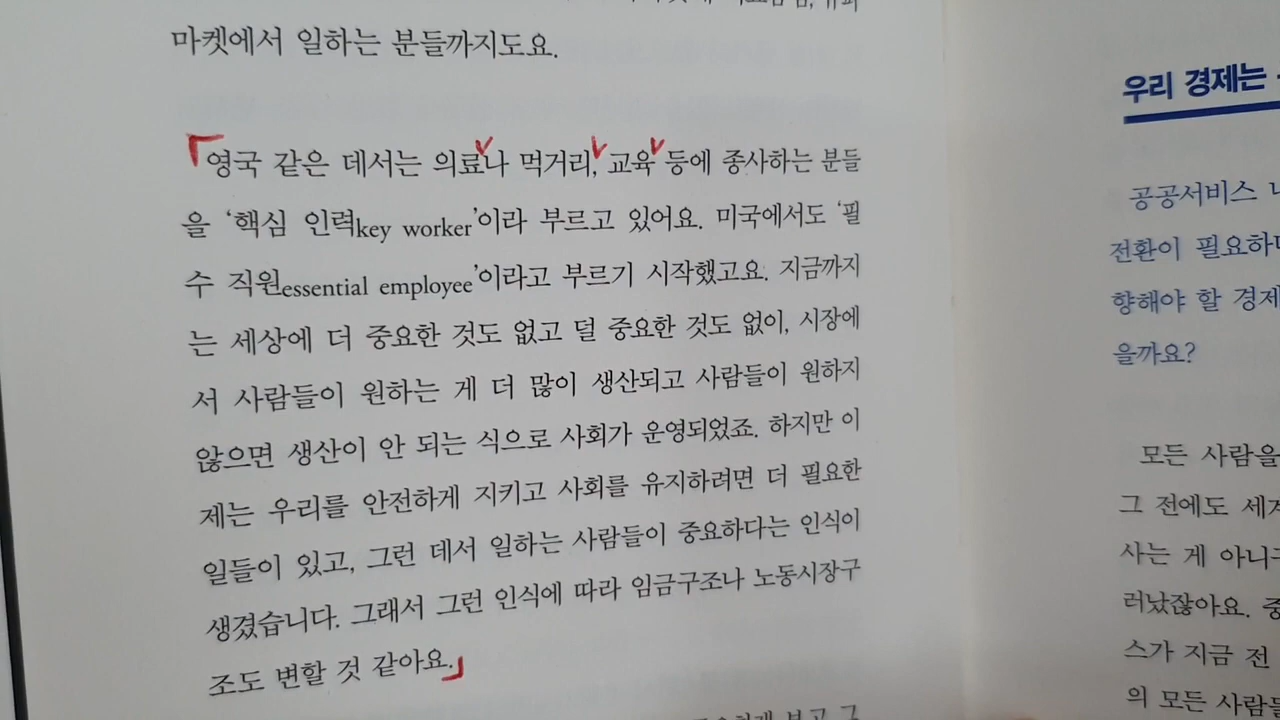 마켓에서 일하는 분들까지도요.
영국 같은 데서는 의료나 먹거리, 교육 등에 종사하는 분들
을 ‘핵심 인력key worker’이라 부르고 있어요. 미국에서도 ‘필
수 직원essential employee’이라고 부르기 시작했고요. 지금까지
는 세상에 더 중요한 것도 없고 덜 중요한 것도 없이, 시장에
서 사람들이 원하는 게 더 많이 생산되고 사람들이 원하지
않으면 생산이 안 되는 식으로 사회가 운영되었죠. 하지만 이
제는 우리를 안전하게 지키고 사회를 유지하려면 더 필요한
일들이 있고, 그런 데서 일하는 사람들이 중요하다는 인식이
생겼습니다. 그래서 그런 인식에 따라 임금구조나 노동시장구
조도 변할 것 같아요.
우리 경제는
공공서비스
전환이 필요하
향해야 할 경제
을까요?
모든 사람을
그 전에도 세계
사는 게 아니
러났잖아요.
스가 지금 전
의 모든 사람들